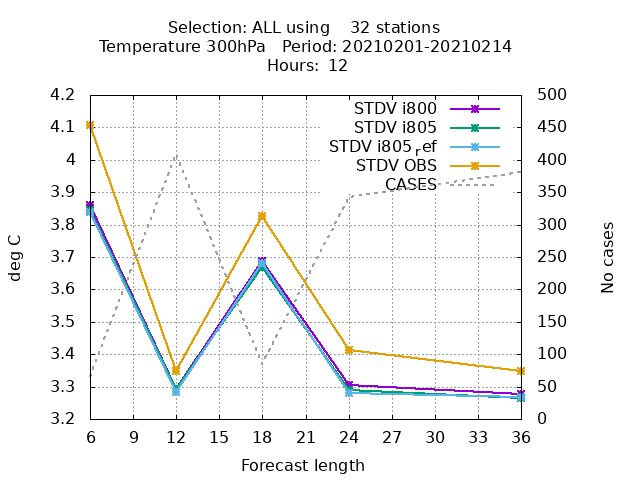 Selection: ALL using    32 stations
Temperature 300hPa   Period: 20210201-20210214
Hours:  12
4.2
4.1
4
3.9
3.8
3.7
3.6
3.5
3.4
3.3
3.2
deg C
STDV i800
STDV i805
STDV i805ref
STDV OBS
CASES
500
450
400
350
300
250
200
150
100
50
0
No cases
6 9 12 15 18 21 24 27 30 33 36
Forecast length